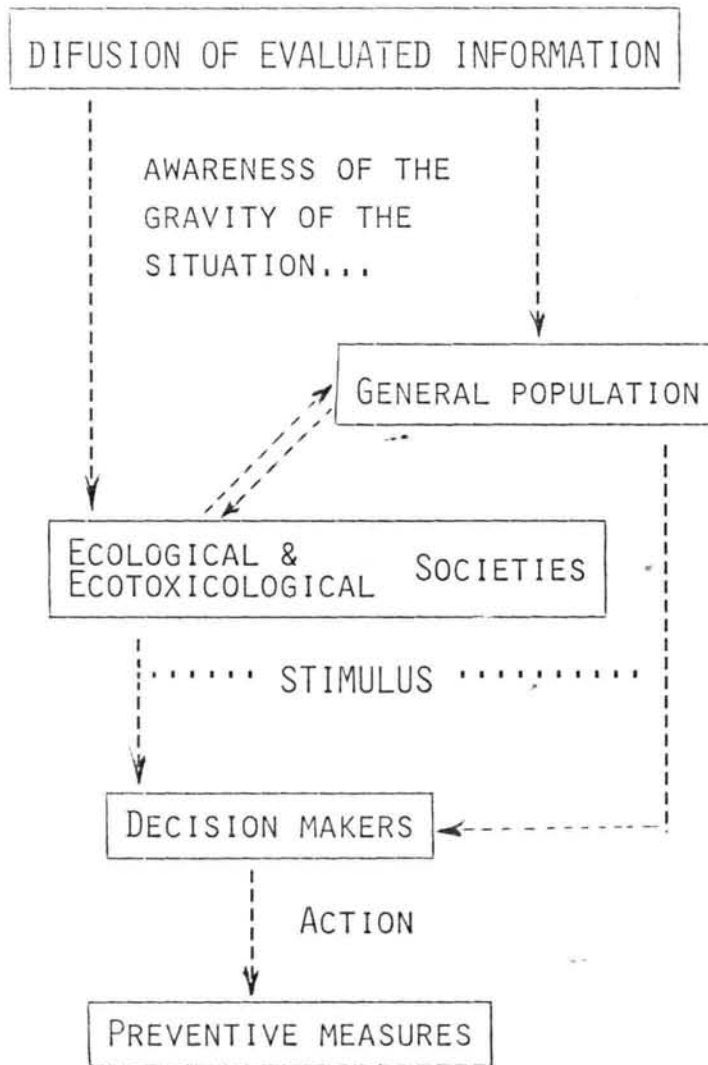 DIFUSION OF EVALUATED INFORMATION
AWARENESS OF THE
GRAVITY OF THE
SITUATION...
GENERAL POPULATION
ECOLOGICAL &
ECOTOXICOLOGICAL SOCIETIES
STIMULUS
DECISION MAKERS
ACTION
PREVENTIVE MEASURES